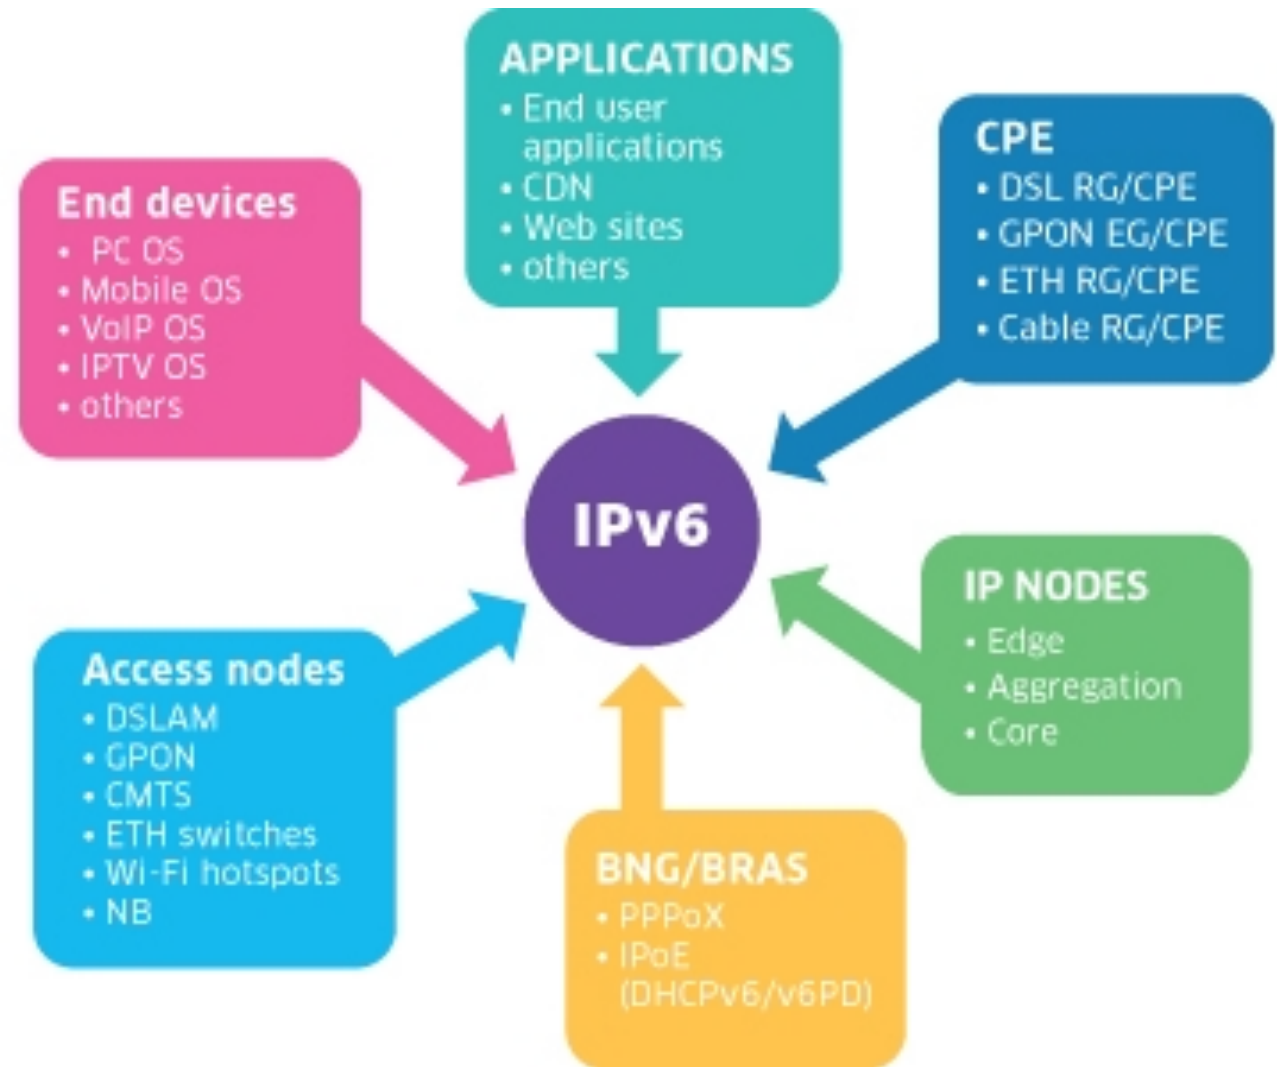 APPLICATIONS
• End user
applications
• CDN
• Web sites
• others
CPE
• DSL RG/CPE
• GPON EG/CPE
• ETH RG/CPE
• Cable RG/CPE
End devices
• PC OS
• Mobile OS
• VoIP OS
• IPTV OS
• others
IPv6
IP NODES
• Edge
• Aggregation
• Core
Access nodes
• DSLAM
• GPON
• CMTS
• ETH switches
• Wi-Fi hotspots
• NB
BNG/BRAS
• PPPoX
• IPoE
(DHCPv6/v6PD)